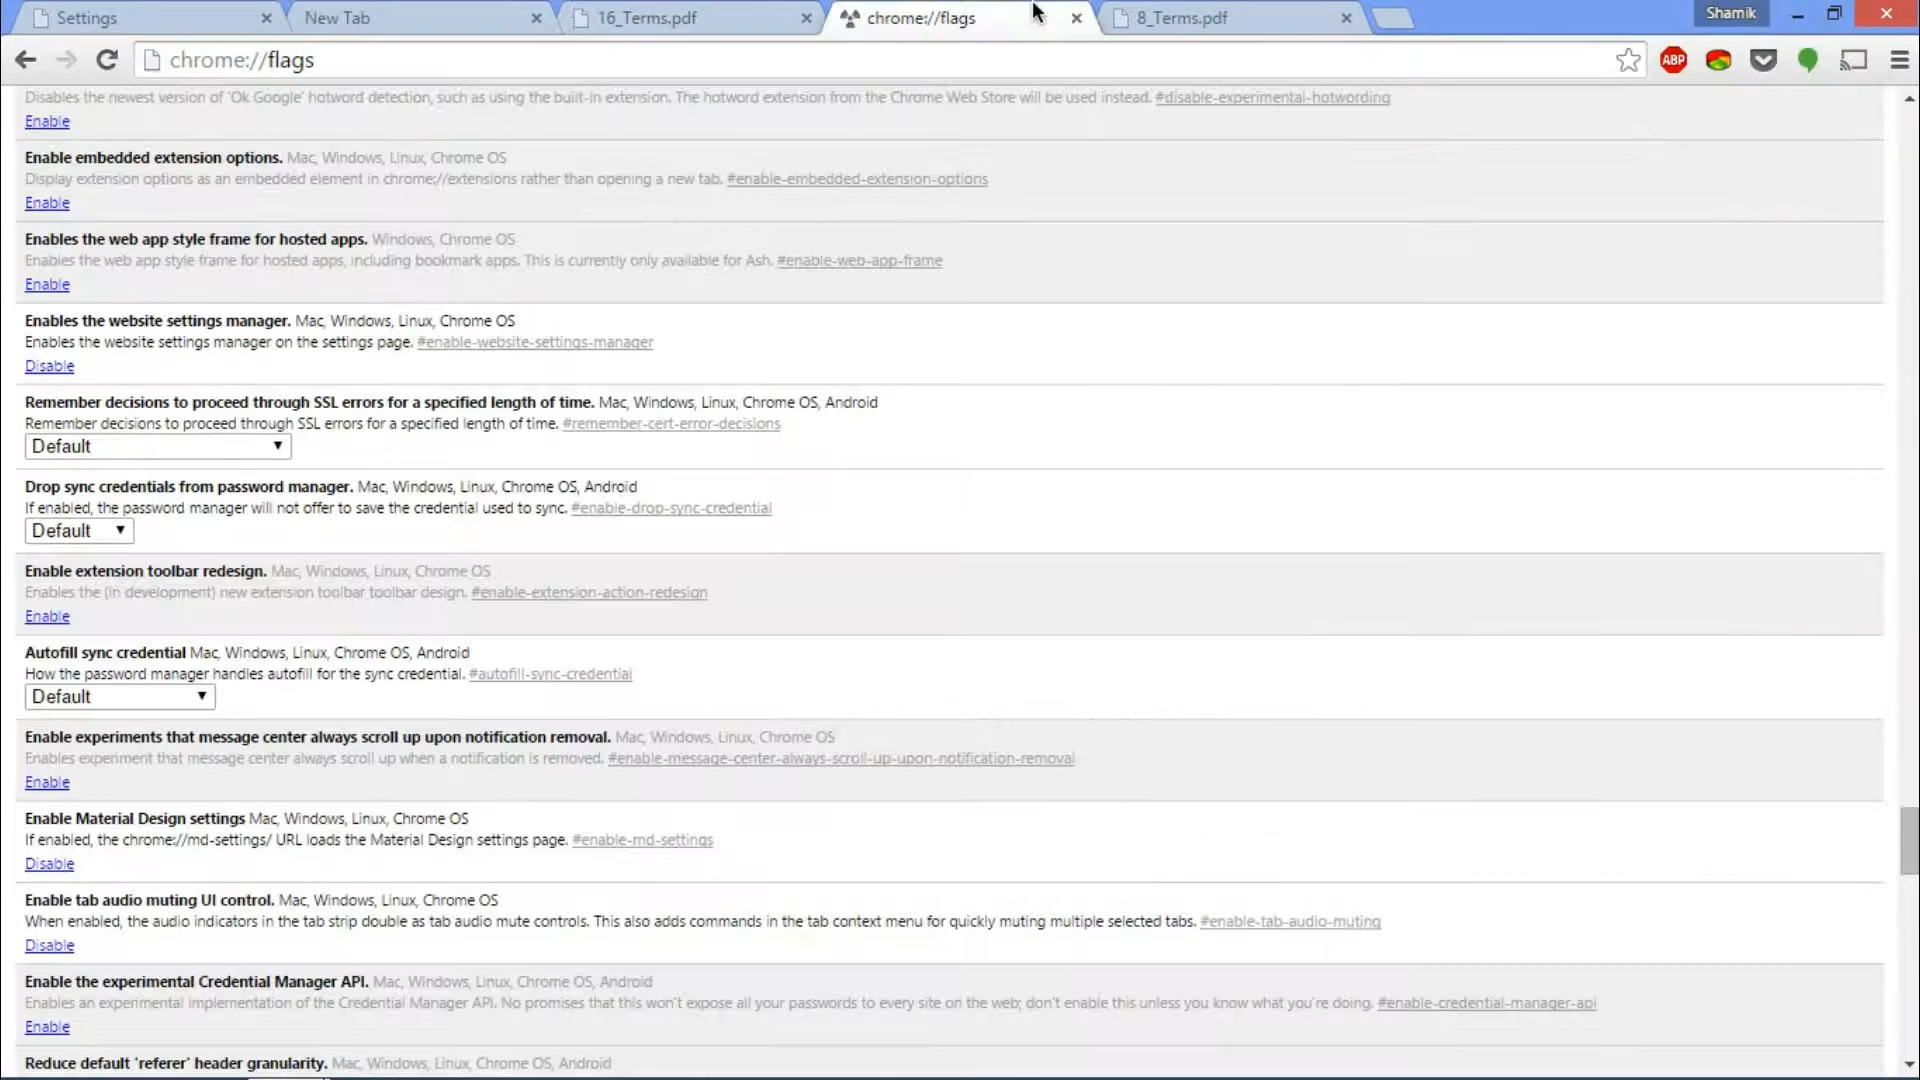 Settings
New Tab
16_Terms.pdf
chrome://flags
8_Terms.pdf
Shamik
chrome://flags
ABP
Disables the newest version of 'Ok Google' hotword detection, such as using the built-in extension. The hotword extension from the Chrome Web Store will be used instead. #disable-experimental-hotwording
Enable
Enable embedded extension options. Mac, Windows, Linux, Chrome OS
Display extension options as an embedded element in chrome://extensions rather than opening a new tab. #enable-embedded-extension-options
Enable
Enables the web app style frame for hosted apps. Windows, Chrome OS
Enables the web app style frame for hosted apps, including bookmark apps. This is currently only available for Ash. #enable-web-app-frame
Enable
Enables the website settings manager. Mac, Windows, Linux, Chrome OS
Enables the website settings manager on the settings page. #enable-website-settings-manager
Disable
Remember decisions to proceed through SSL errors for a specified length of time. Mac, Windows, Linux, Chrome OS, Android
Remember decisions to proceed through SSL errors for a specified length of time. #remember-cert-error-decisions
Default
Drop sync credentials from password manager. Mac, Windows, Linux, Chrome OS, Android
If enabled, the password manager will not offer to save the credential used to sync. #enable-drop-sync-credential
Default
Enable extension toolbar redesign. Mac, Windows, Linux, Chrome OS
Enables the (in development) new extension toolbar toolbar design. #enable-extension-action-redesign
Enable
Autofill sync credential Mac, Windows, Linux, Chrome OS, Android
How the password manager handles autofill for the sync credential. #autofill-sync-credential
Default
Enable experiments that message center always scroll up upon notification removal. Mac, Windows, Linux, Chrome OS
Enables experiment that message center always scroll up when a notification is removed. #enable-message-center-always-scroll-up-upon-notification-removal
Enable
Enable Material Design settings Mac, Windows, Linux, Chrome OS
If enabled, the chrome://md-settings/ URL loads the Material Design settings page. #enable-md-settings
Disable
Enable tab audio muting UI control. Mac, Windows, Linux, Chrome OS
When enabled, the audio indicators in the tab strip double as tab audio mute controls. This also adds commands in the tab context menu for quickly muting multiple selected tabs. #enable-tab-audio-muting
Disable
Enable the experimental Credential Manager API. Mac, Windows, Linux, Chrome OS, Android
Enables an experimental implementation of the Credential Manager API. No promises that this won't expose all your passwords to every site on the web; don't enable this unless you know what you're doing. #enable-credential-manager-api
Enable
Reduce default 'referer' header granularity. Mac, Windows, Linux, Chrome OS, Android